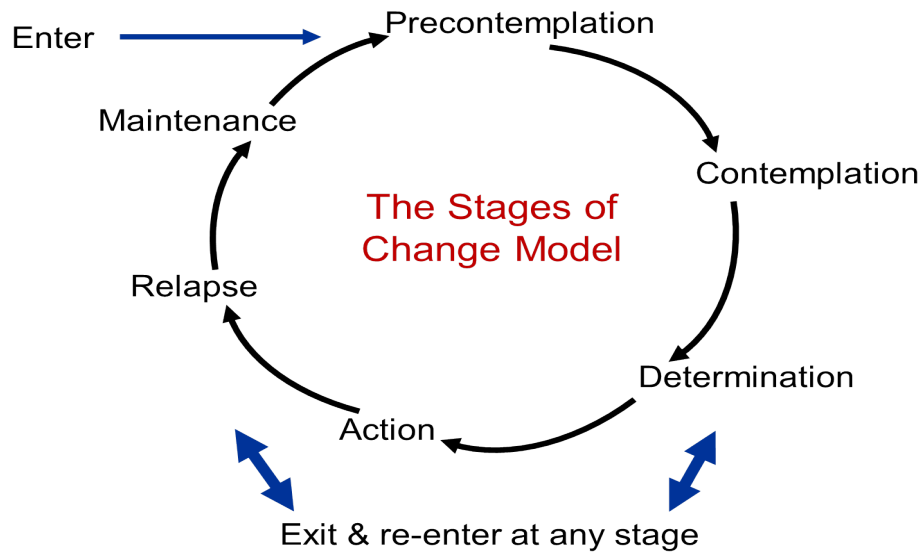 Enter
Precontemplation
Maintenance
Contemplation
The Stages of
Change Model
Relapse
Determination
Action
Exit & re-enter at any stage